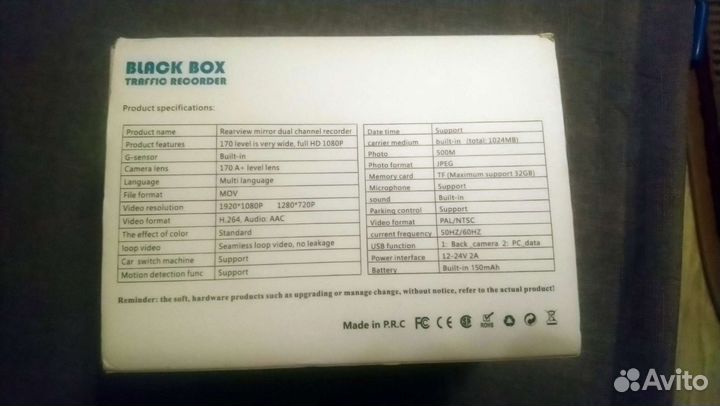 BLACK BOX
TRAFFIC RECORDER
Product specifications:
Product name Rearview mirror dual channel recorder
Product features 170 level is very wide, full HD 1080P
G-sensor Built-in
Camera lens 170 A+ level lens
Language Multi language
File format MOV
Video resolution 1920*1080P 1280*720P
Video format H.264, Audio: AAC
The effect of color Standard
loop video Seamless loop video, no leakage
Car switch machine Support
Motion detection func Support
Date time Support
carrier medium built-in (total: 1024MB)
Photo 500M
Photo format JPEG
Memory card TF (Maximum support 32GB)
Microphone Support
sound Built-in
Parking control Support
Video format PAL/NTSC
current frequency 50HZ/60HZ
USB function 1: Back_camera 2: PC_data
Power interface 12-24V 2A
Battery Built-in 150mAh
Reminder: the soft, hardware products such as upgrading or manage change, without notice, refer to the actual product!
Made in P.R.C FC CE ROHS
Avito